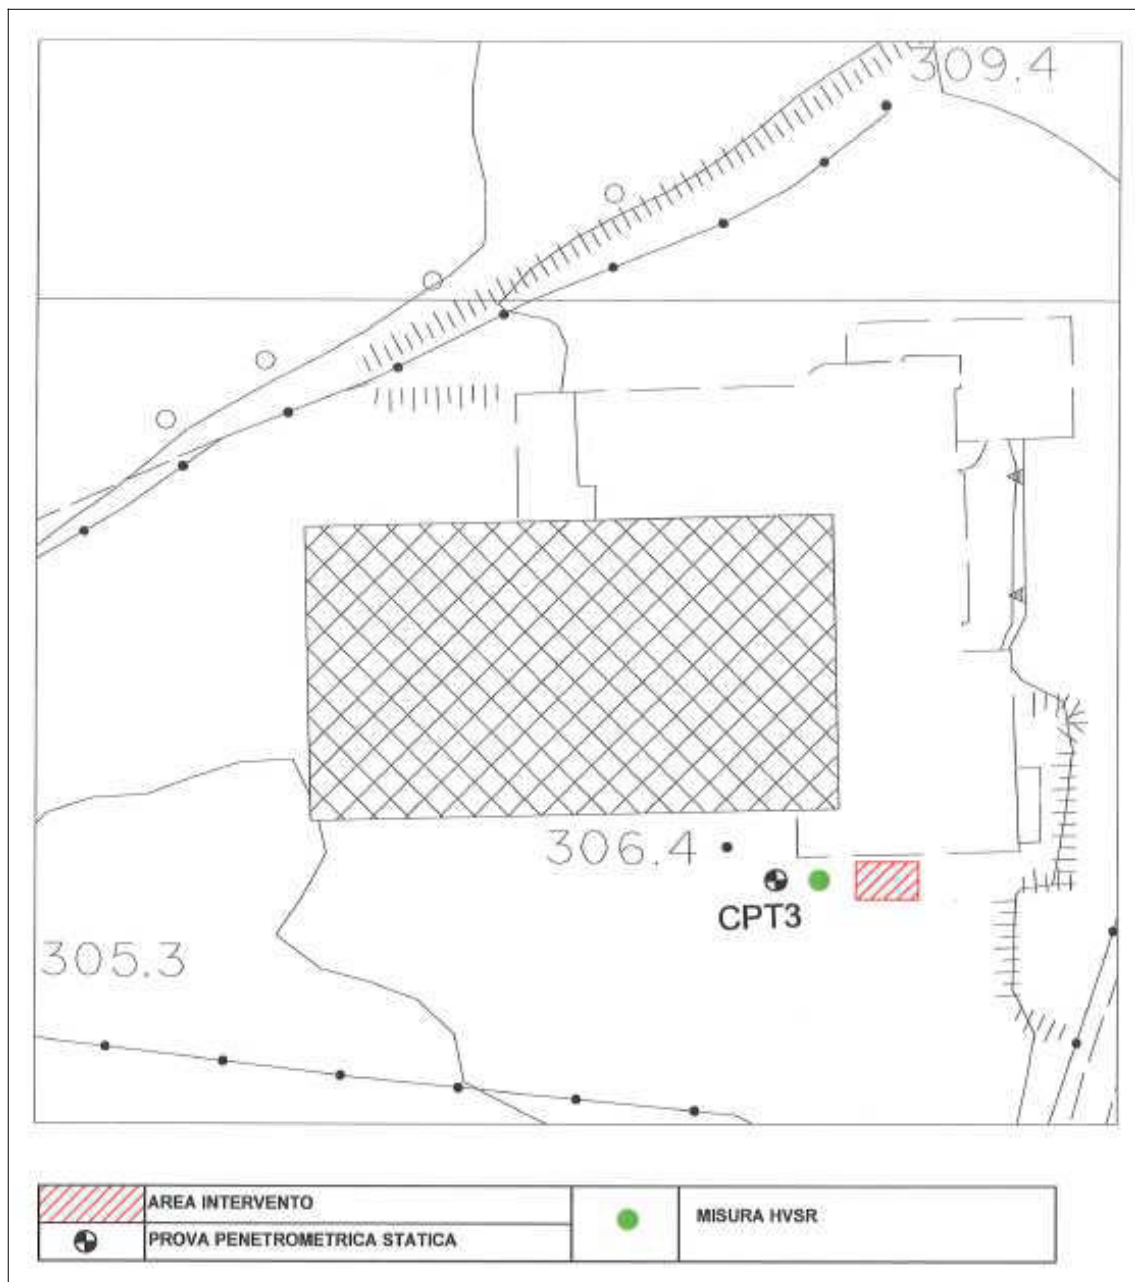 309.4
306.4
CPT3
305.3
AREA INTERVENTO
PROVA PENETROMETRICA STATICA
MISURA HVSR